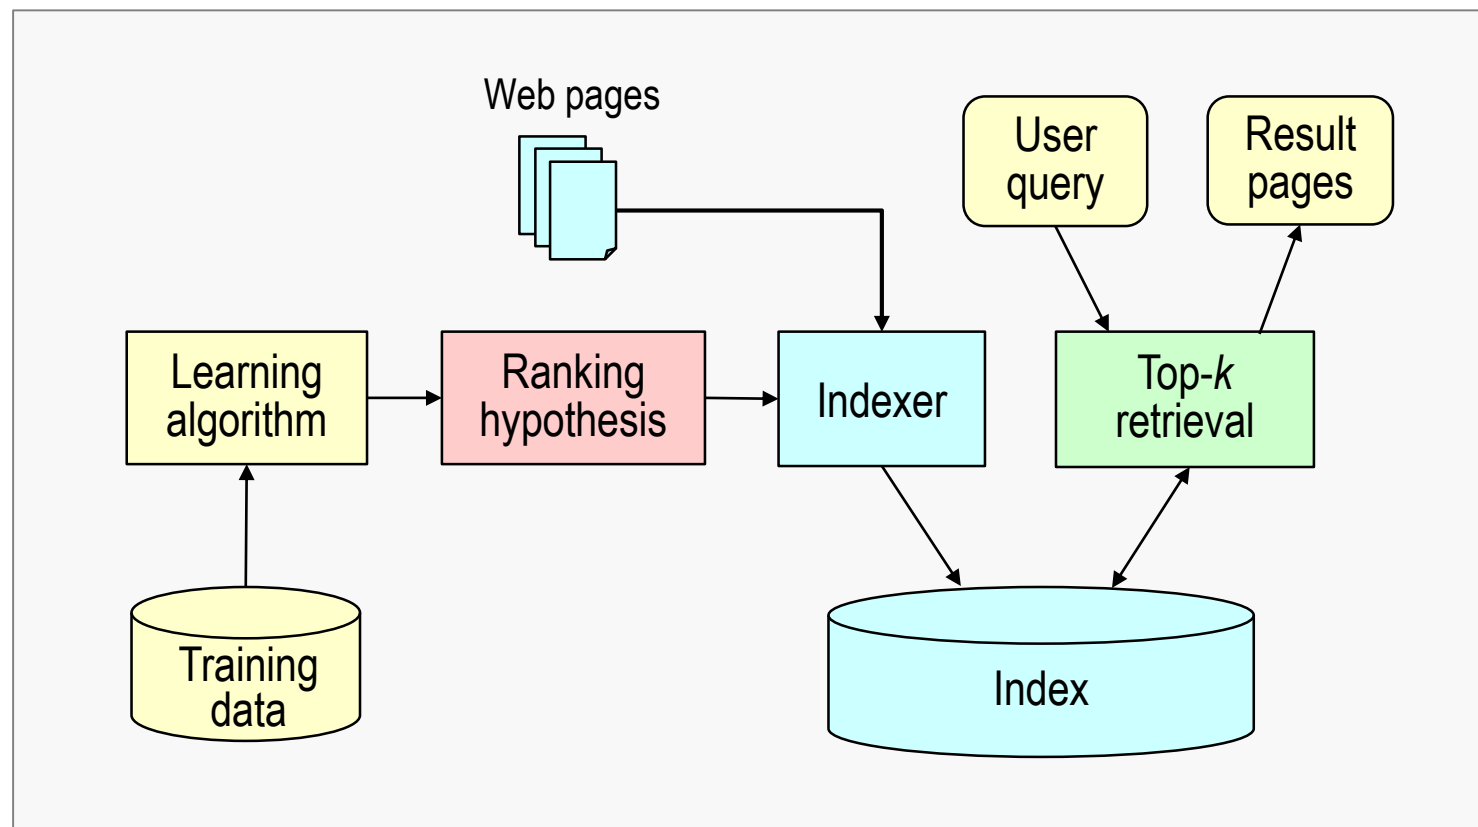 Web pages
User
query
Result
pages
Learning
algorithm
Ranking
hypothesis
Indexer
Top-k
retrieval
Training
data
Index